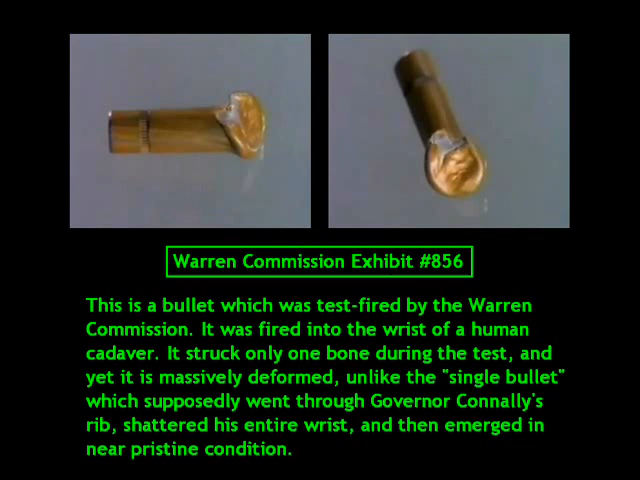 Warren Commission Exhibit #856
This is a bullet which was test-fired by the Warren
Commission. It was fired into the wrist of a human
cadaver. It struck only one bone during the test, and
yet it is massively deformed, unlike the "single bullet"
which supposedly went through Governor Connally's
rib, shattered his entire wrist, and then emerged in
near pristine condition.